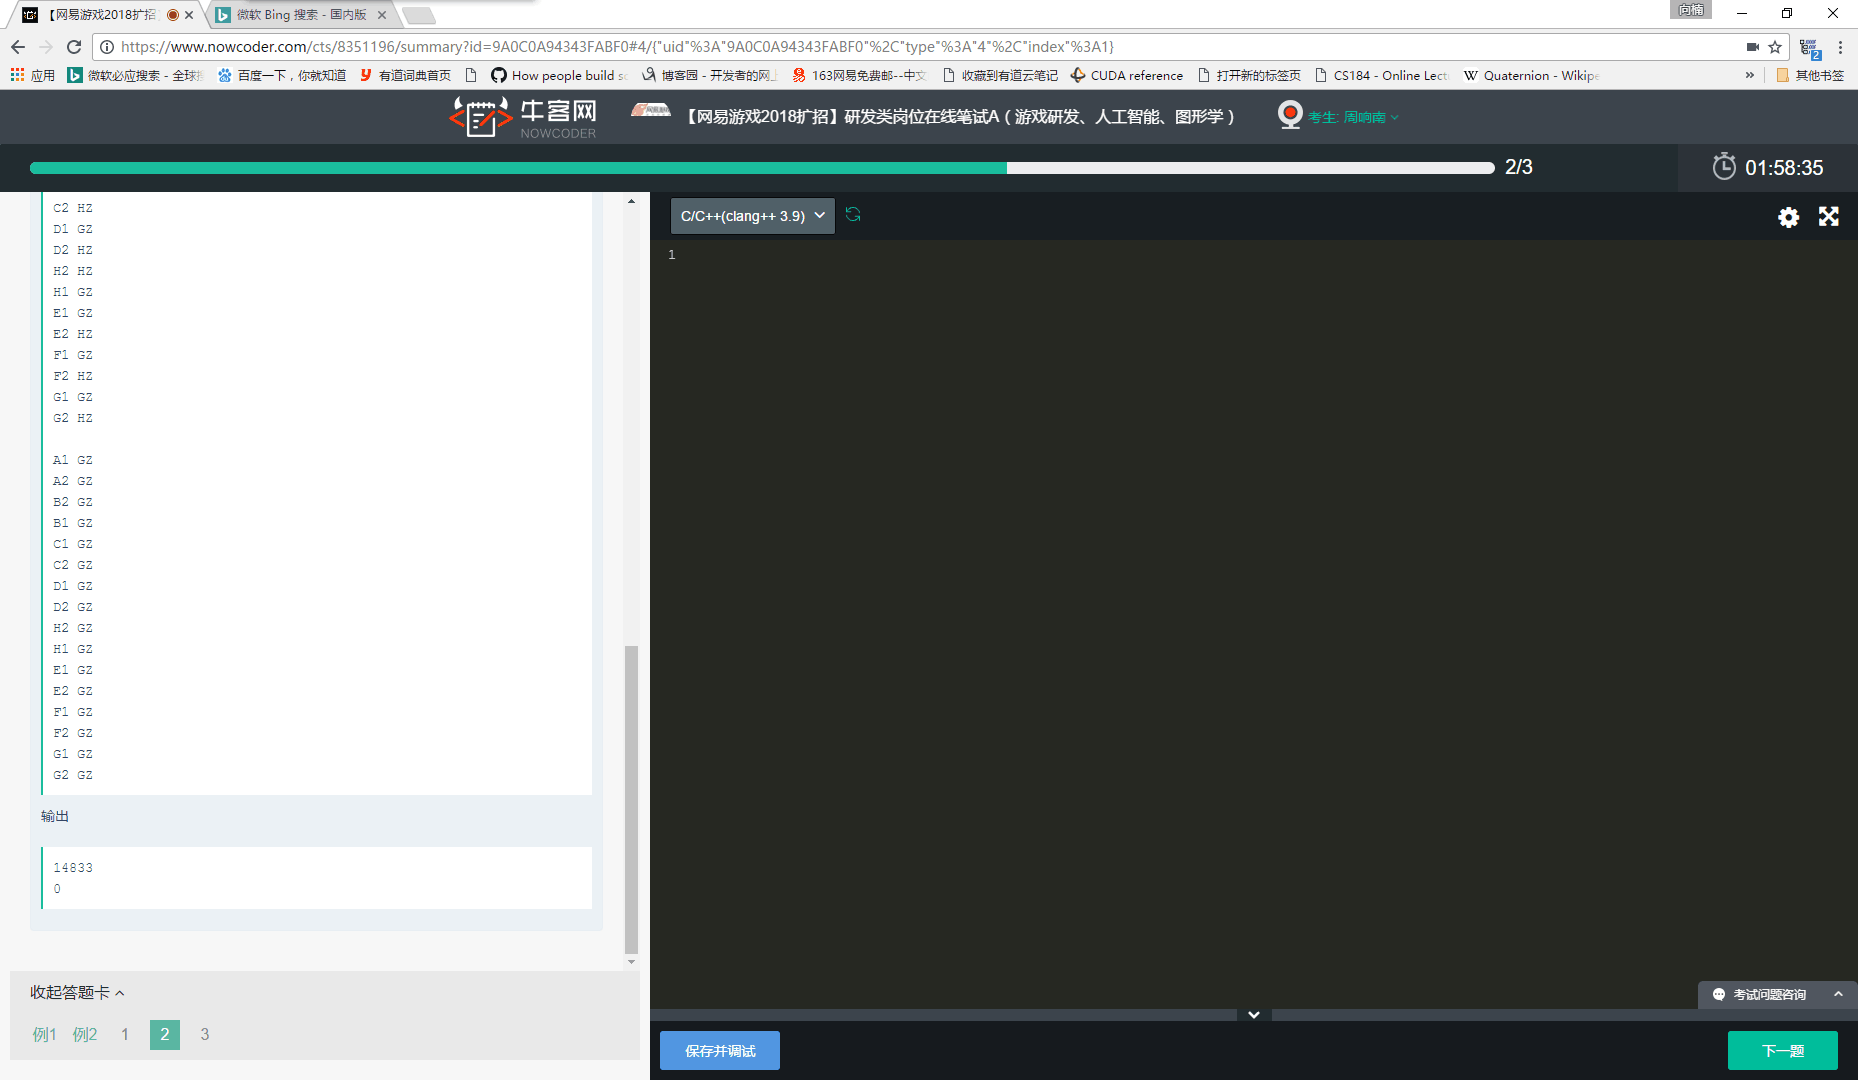 【网易游戏2018扩招
微软 Bing 搜索 - 国内版
向楠
https://www.nowcoder.com/cts/8351196/summary?id=9A0C0A94343FABF0#4/{"uid"%3A"9A0C0A94343FABF0"%2C"type"%3A"4"%2C"index"%3A1}
2
应用
微软必应搜索 - 全球
百度一下，你就知道
有道词典首页
How people build
博客园 - 开发者的网
163网易免费邮--中文
收藏到有道云笔记
CUDA reference
打开新的标签页
CS184 - Online Lect
Quaternion - Wikip
»
其他书签
牛客网
NOWCODER
【网易游戏2018扩招】研发类岗位在线笔试A（游戏研发、人工智能、图形学）
考生: 周响南
2/3
01:58:35
C/C++(clang++ 3.9)
1
C2 HZ
D1 GZ
D2 HZ
H2 HZ
H1 GZ
E1 GZ
E2 HZ
F1 GZ
F2 HZ
G1 GZ
G2 HZ
A1 GZ
A2 GZ
B2 GZ
B1 GZ
C1 GZ
C2 GZ
D1 GZ
D2 GZ
H2 GZ
H1 GZ
E1 GZ
E2 GZ
F1 GZ
F2 GZ
G1 GZ
G2 GZ
输出
14833
0
收起答题卡
例1 例2 1 2 3
考试问题咨询
保存并调试
下一题